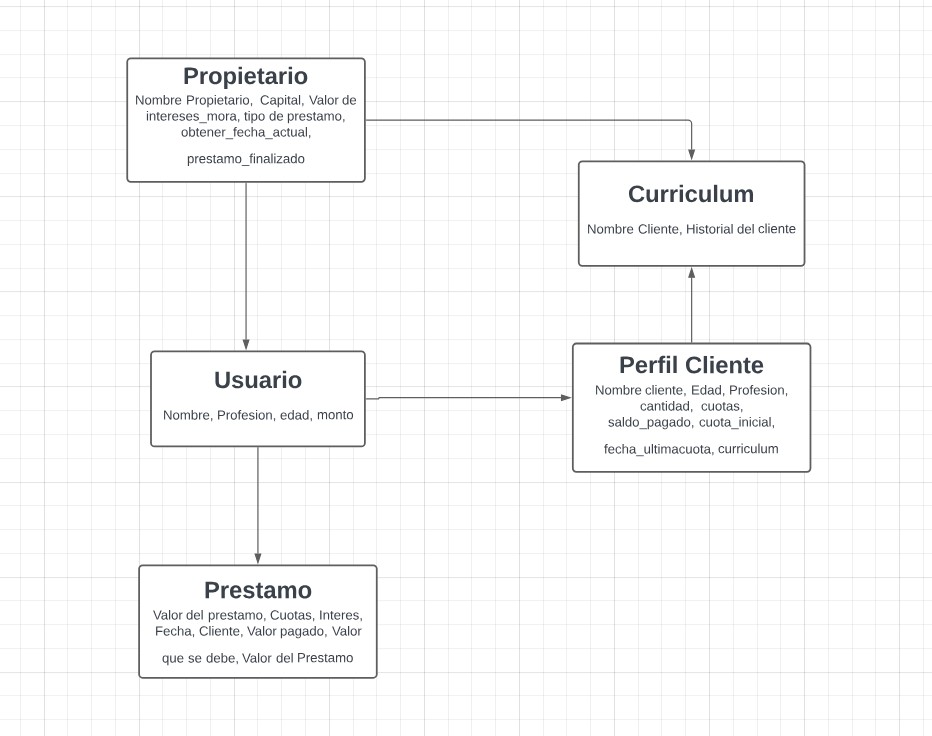 Propietario
Nombre Propietario, Capital, Valor de
intereses_mora, tipo de prestamo,
obtener_fecha_actual,
prestamo_finalizado
Curriculum
Nombre Cliente, Historial del cliente
Usuario
Nombre, Profesion, edad, monto
Perfil Cliente
Nombre cliente, Edad, Profesion,
cantidad, cuotas,
saldo_pagado, cuota_inicial,
fecha_ultimacuota, curriculum
Prestamo
Valor del prestamo, Cuotas, Interes,
Fecha, Cliente, Valor pagado, Valor
que se debe, Valor del Prestamo